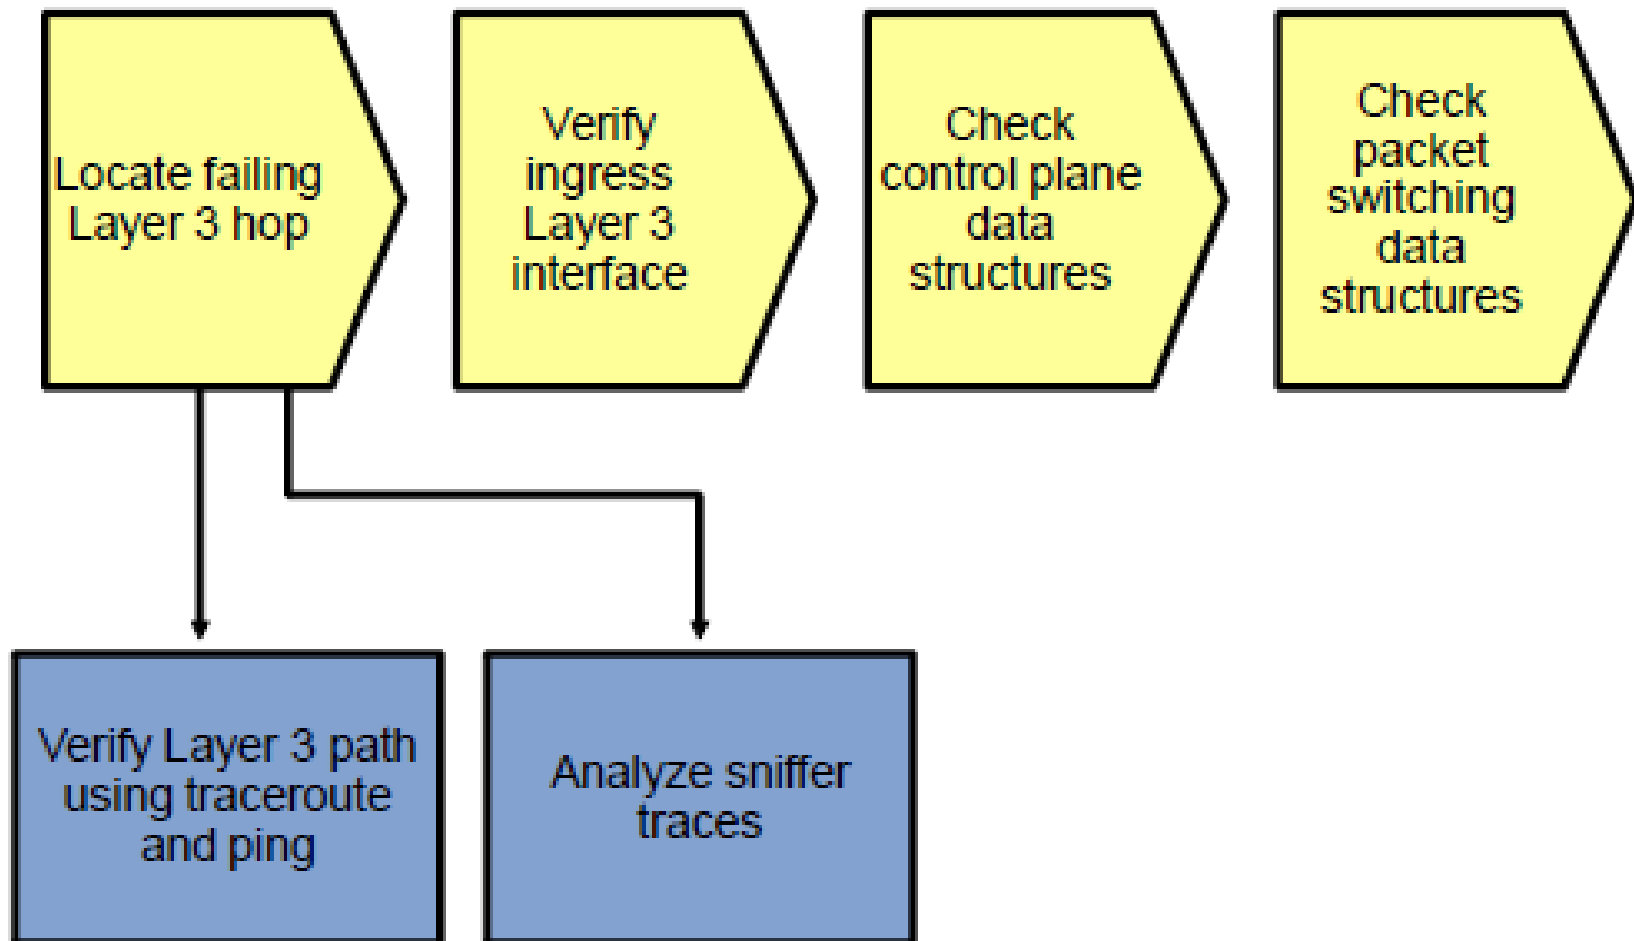 Locate failing
Layer 3 hop
Verify
ingress
Layer 3
interface
Check
control plane
data
structures
Check
packet
switching
data
structures
Verify Layer 3 path
using traceroute
and ping
Analyze sniffer
traces